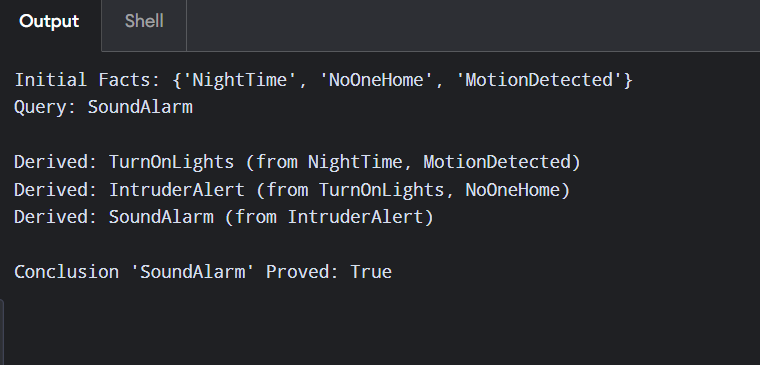 Output Shell
Initial Facts: {'NightTime', 'NoOneHome', 'MotionDetected'}
Query: SoundAlarm
Derived: TurnOnLights (from NightTime, MotionDetected)
Derived: IntruderAlert (from TurnOnLights, NoOneHome)
Derived: SoundAlarm (from IntruderAlert)
Conclusion 'SoundAlarm' Proved: True